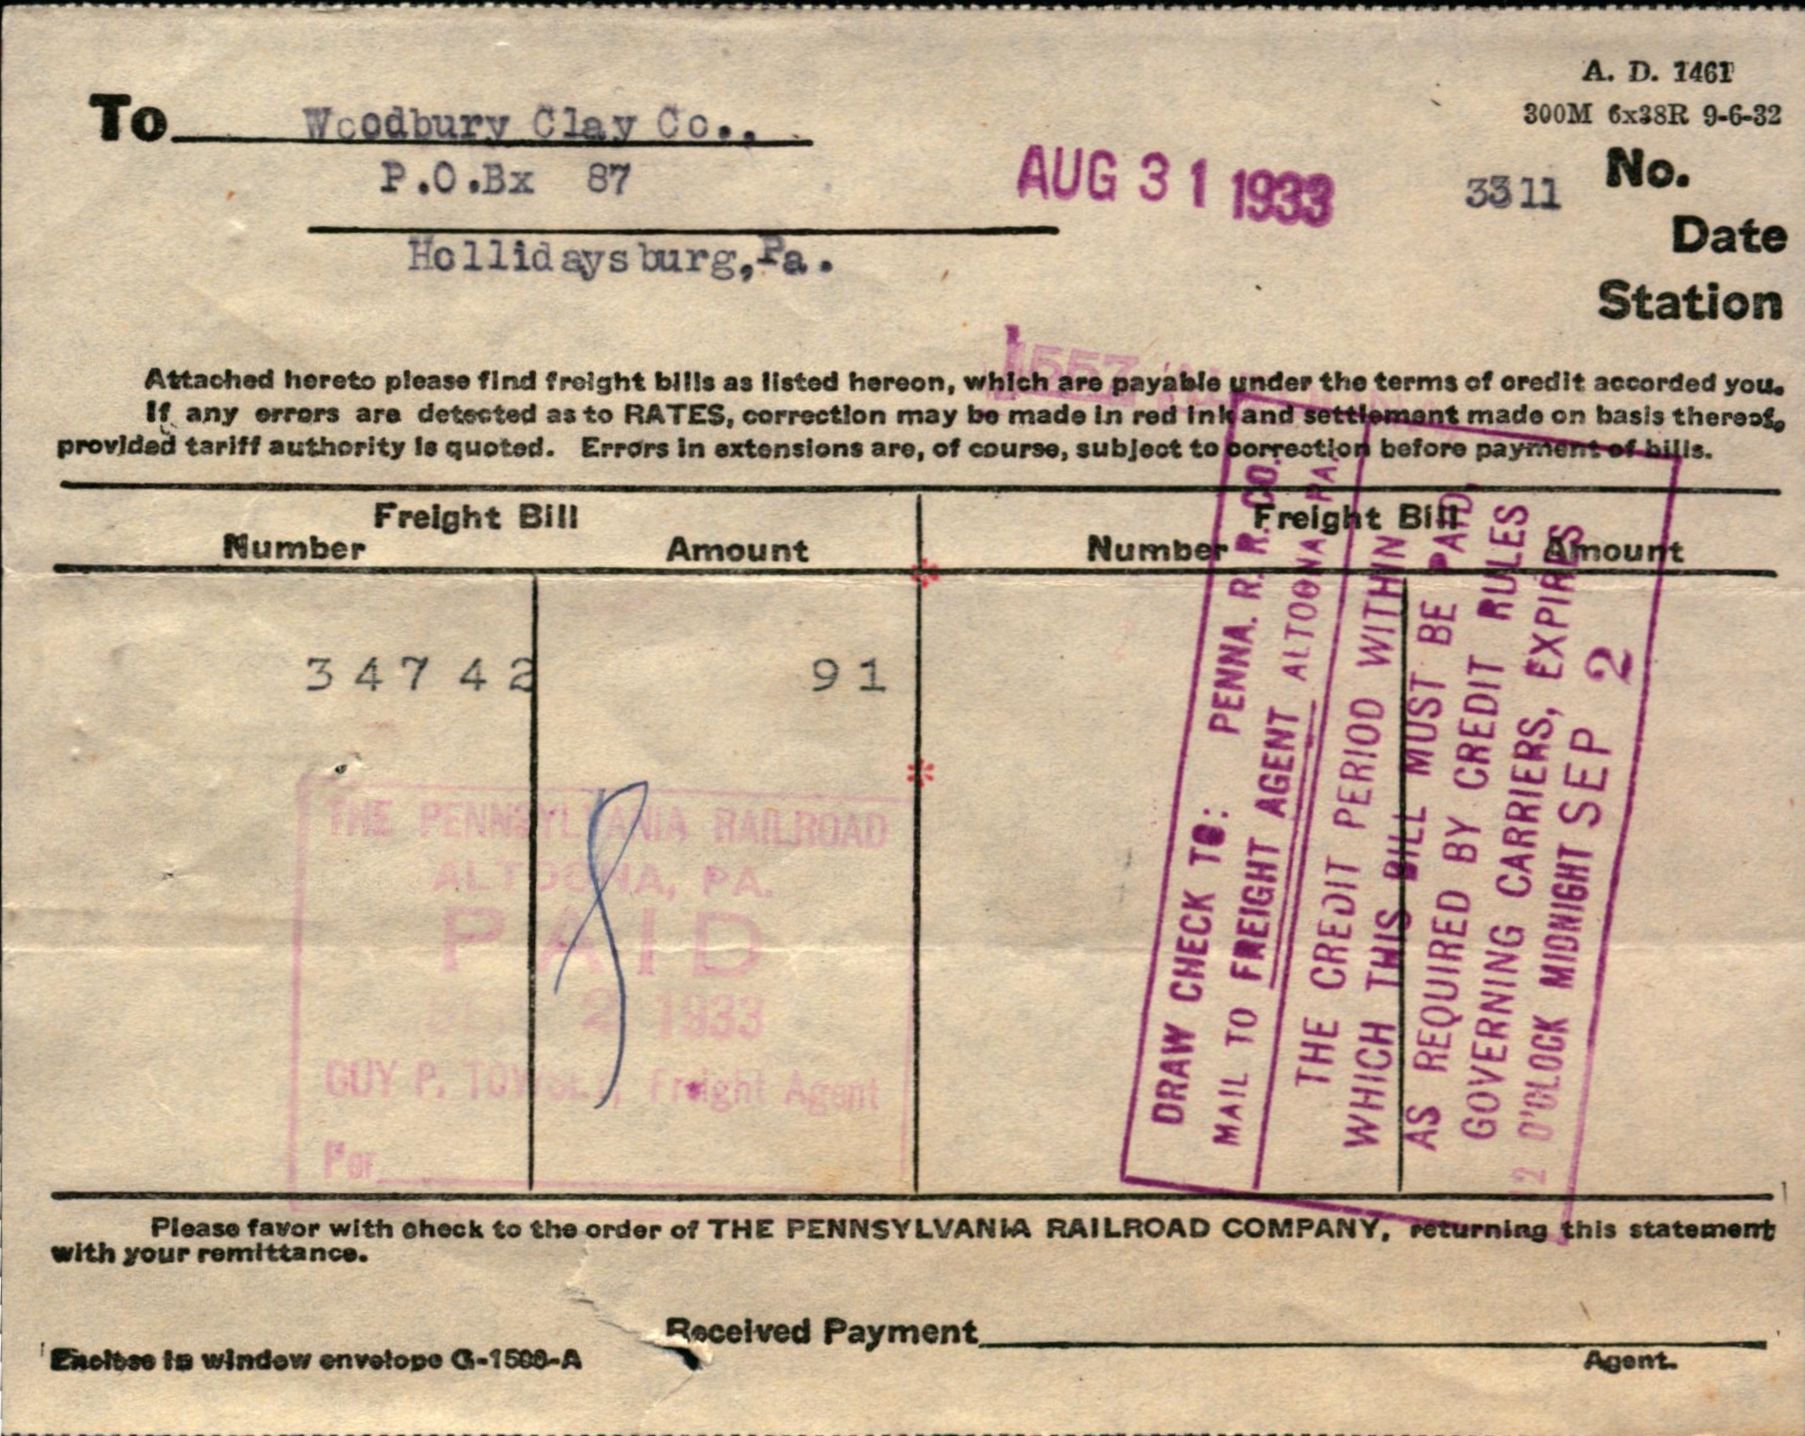 A. D. 1461
300M 6x38R 9-6-32
To Woodbury Clay Co.,
P.O.Bx 87
Hollidaysburg,Pa.
AUG 31 1933
3311 No.
Date
Station
Attached hereto please find freight bills as listed hereon, which are payable under the terms of credit accorded you.
If any errors are detected as to RATES, correction may be made in red ink and settlement made on basis thereof,
provided tariff authority is quoted. Errors in extensions are, of course, subject to correction before payment of bills.
Freight Bill Freight Bill
Number Amount Number Amount
34742 91
THE PENNSYLVANIA RAILROAD
ALTOONA, PA.
PAID
2 1933
GUY P. Freight Agent
Per
DRAW CHECK TO: PENNA. R. R. CO.
MAIL TO FREIGHT AGENT ALTOONA PA.
THE CREDIT PERIOD WITHIN
WHICH THIS BILL MUST BE PAID,
AS REQUIRED BY CREDIT RULES
GOVERNING CARRIERS, EXPIRES
2 O'CLOCK MIDNIGHT SEP 2
Please favor with check to the order of THE PENNSYLVANIA RAILROAD COMPANY, returning this statement
with your remittance.
Received Payment
Agent.
Enclose in window envelope G-1500-A